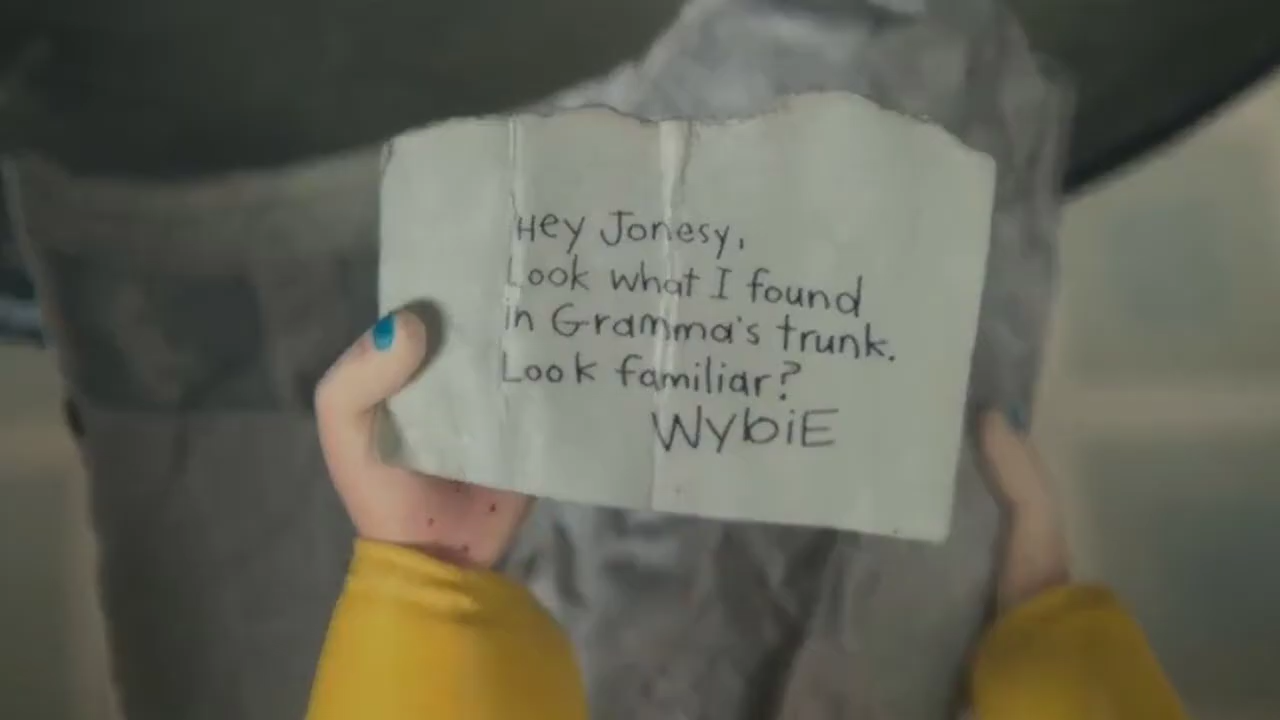 Hey Jonesy,
Look what I found
in Gramma's trunk.
Look familiar?
WybiE